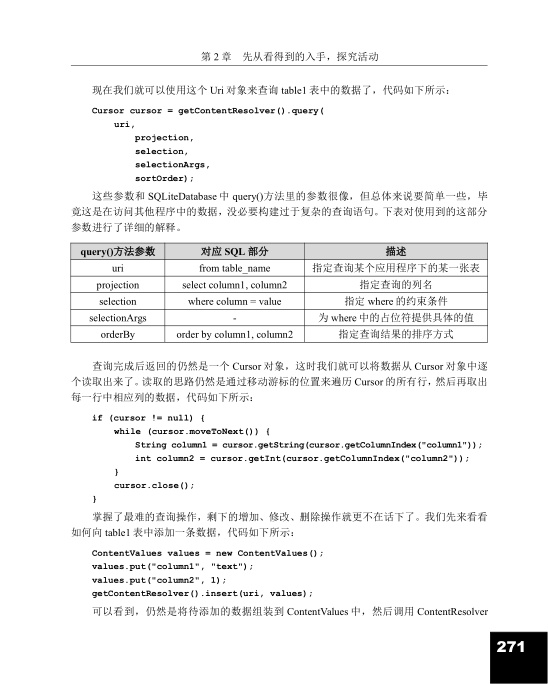 第 2 章 先从看得到的入手，探究活动
现在我们就可以使用这个 Uri 对象来查询 table1 表中的数据了，代码如下所示：
Cursor cursor = getContentResolver().query(
uri,
projection,
selection,
selectionArgs,
sortOrder);
这些参数和 SQLiteDatabase 中 query()方法里的参数很像，但总体来说要简单一些，毕
竟这是在访问其他程序中的数据，没必要构建过于复杂的查询语句。下表对使用到的这部分
参数进行了详细的解释。
query()方法参数 对应 SQL 部分 描述
uri from table_name 指定查询某个应用程序下的某一张表
projection select column1, column2 指定查询的列名
selection where column = value 指定 where 的约束条件
selectionArgs - 为 where 中的占位符提供具体的值
orderBy order by column1, column2 指定查询结果的排序方式
查询完成后返回的仍然是一个 Cursor 对象，这时我们就可以将数据从 Cursor 对象中逐
个读取出来了。读取的思路仍然是通过移动游标的位置来遍历 Cursor 的所有行，然后再取出
每一行中相应列的数据，代码如下所示：
if (cursor != null) {
while (cursor.moveToNext()) {
String column1 = cursor.getString(cursor.getColumnIndex("column1"));
int column2 = cursor.getInt(cursor.getColumnIndex("column2"));
}
cursor.close();
}
掌握了最难的查询操作，剩下的增加、修改、删除操作就更不在话下了。我们先来看看
如何向 table1 表中添加一条数据，代码如下所示：
ContentValues values = new ContentValues();
values.put("column1", "text");
values.put("column2", 1);
getContentResolver().insert(uri, values);
可以看到，仍然是将待添加的数据组装到 ContentValues 中，然后调用 ContentResolver
271